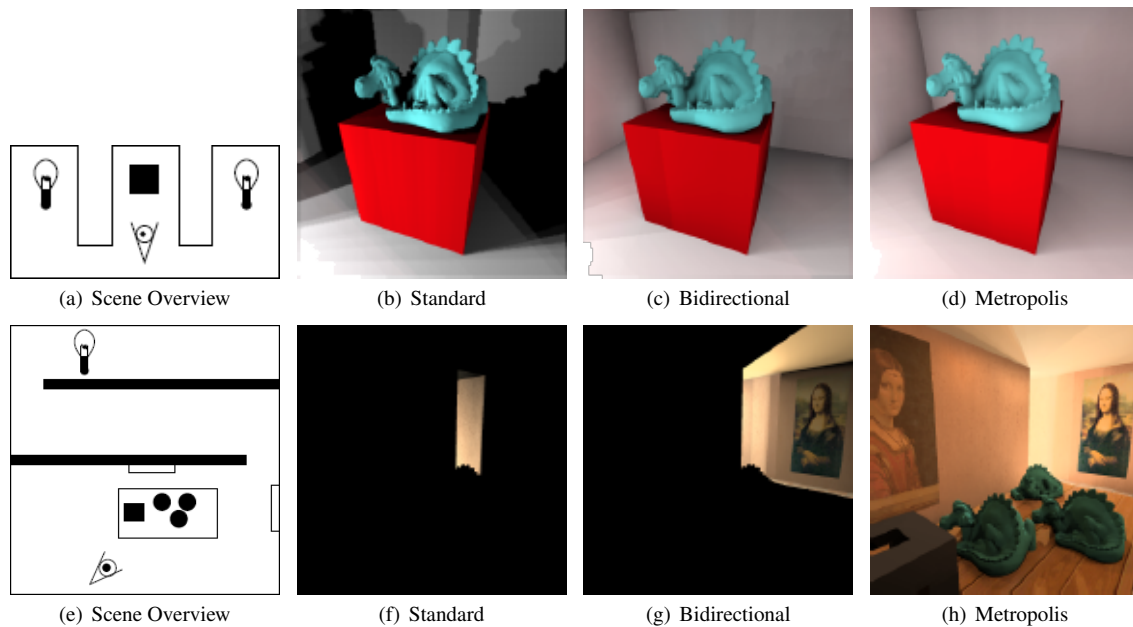 (a) Scene Overview
(b) Standard
(c) Bidirectional
(d) Metropolis
(e) Scene Overview
(f) Standard
(g) Bidirectional
(h) Metropolis